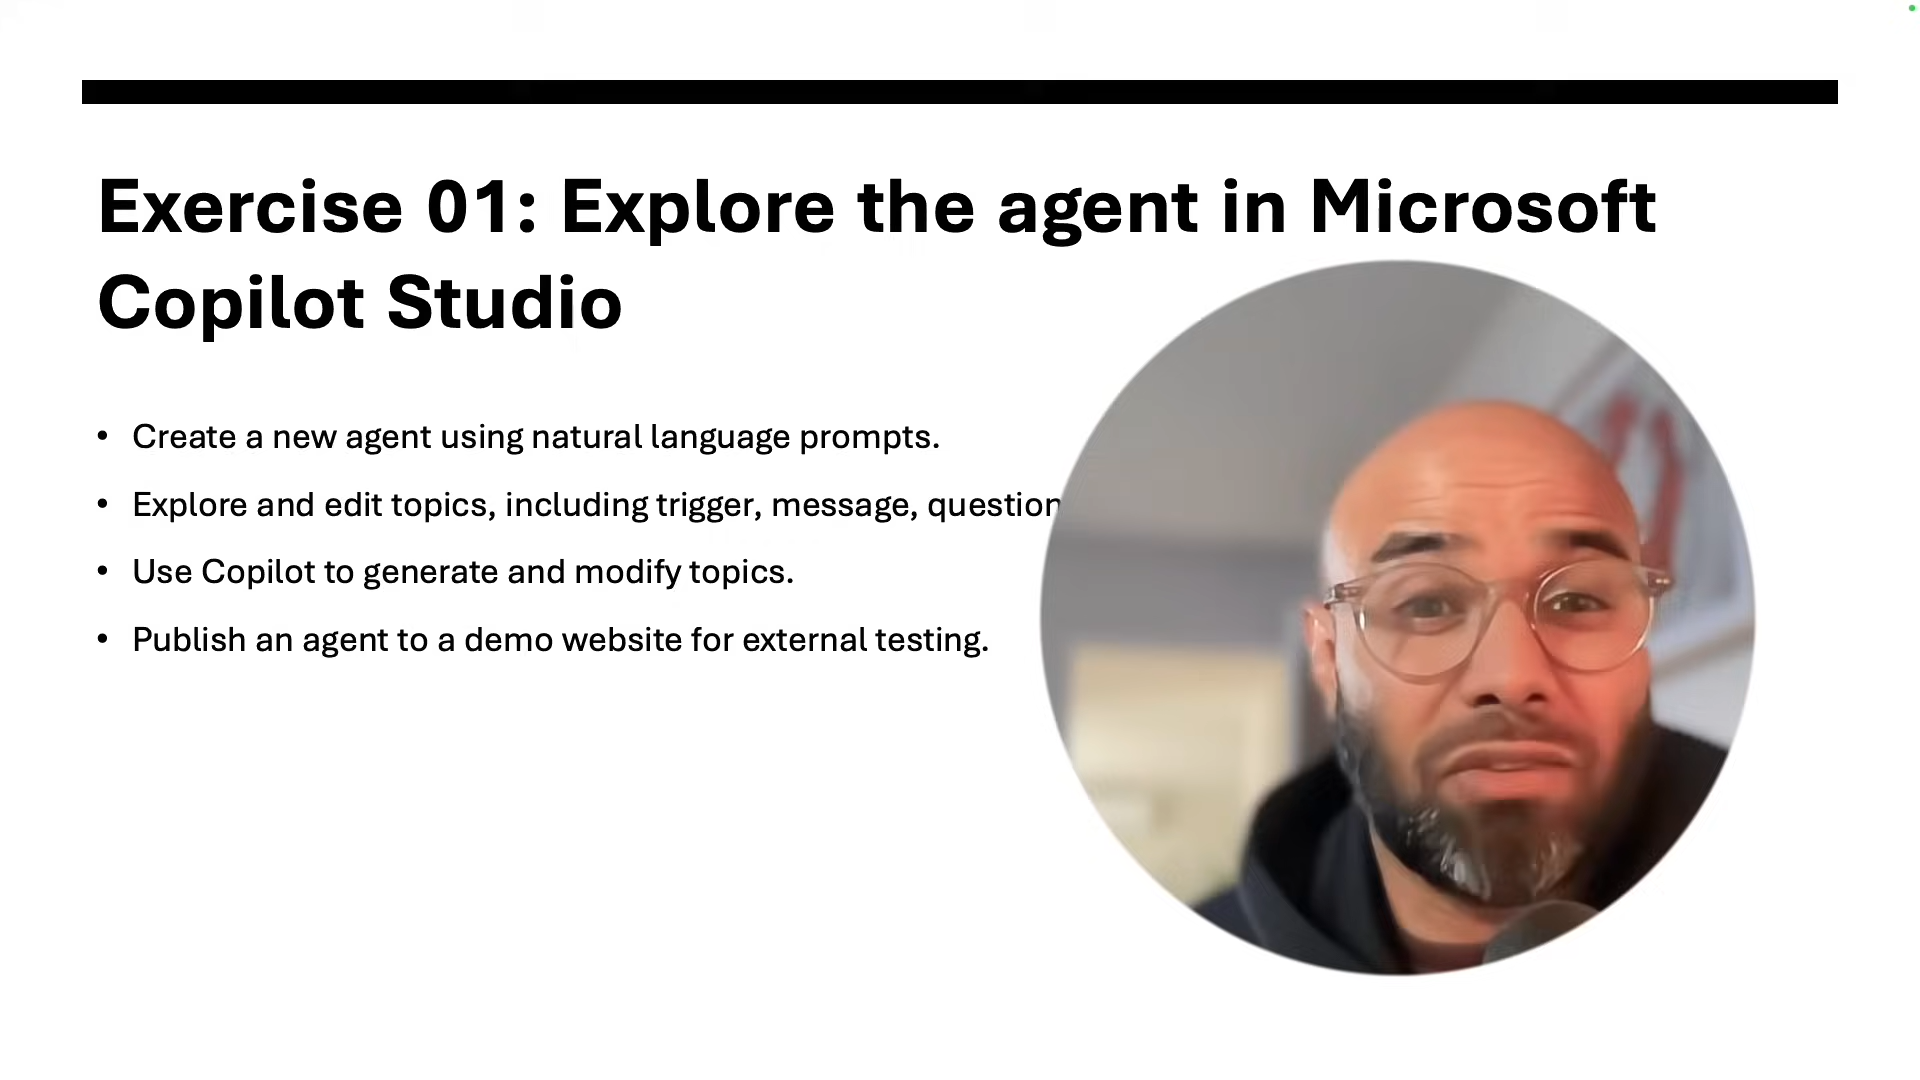 Exercise 01: Explore the agent in Microsoft
Copilot Studio
• Create a new agent using natural language prompts.
• Explore and edit topics, including trigger, message, question
• Use Copilot to generate and modify topics.
• Publish an agent to a demo website for external testing.